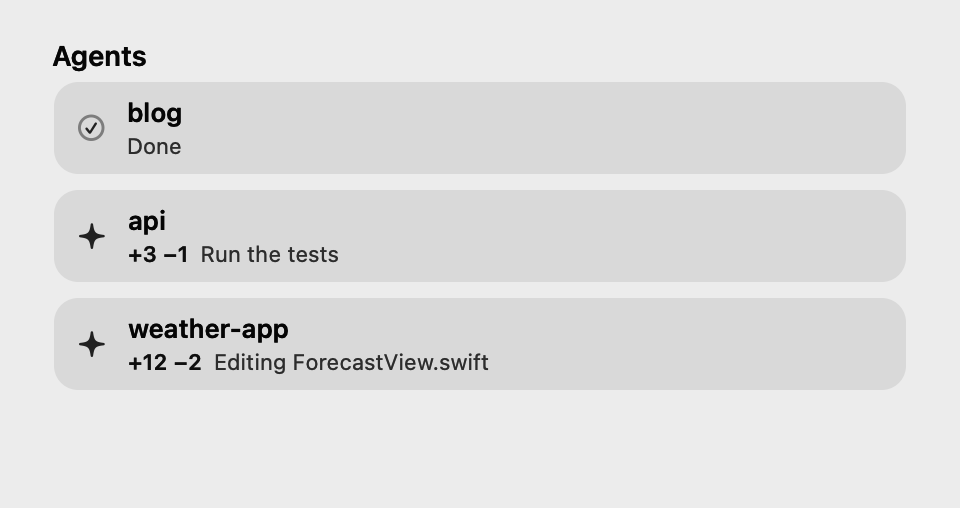 Agents
blog
Done
api
+3 −1 Run the tests
weather-app
+12 −2 Editing ForecastView.swift